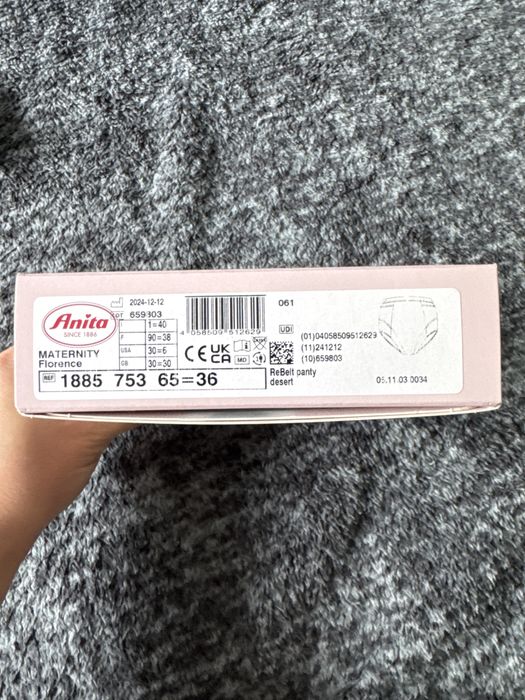 Anita
SINCE 1886
MATERNITY
Florence
REF 1885 753 65=36
2024-12-12
LOT 659803
I 1=40
F 90=38
USA 30=6
GB 30=30
4 058509 512629
CE UK CA MD
061
UDI
(01)04058509512629
(11)241212
(10)659803
ReBelt panty
desert
05.11.03 0034